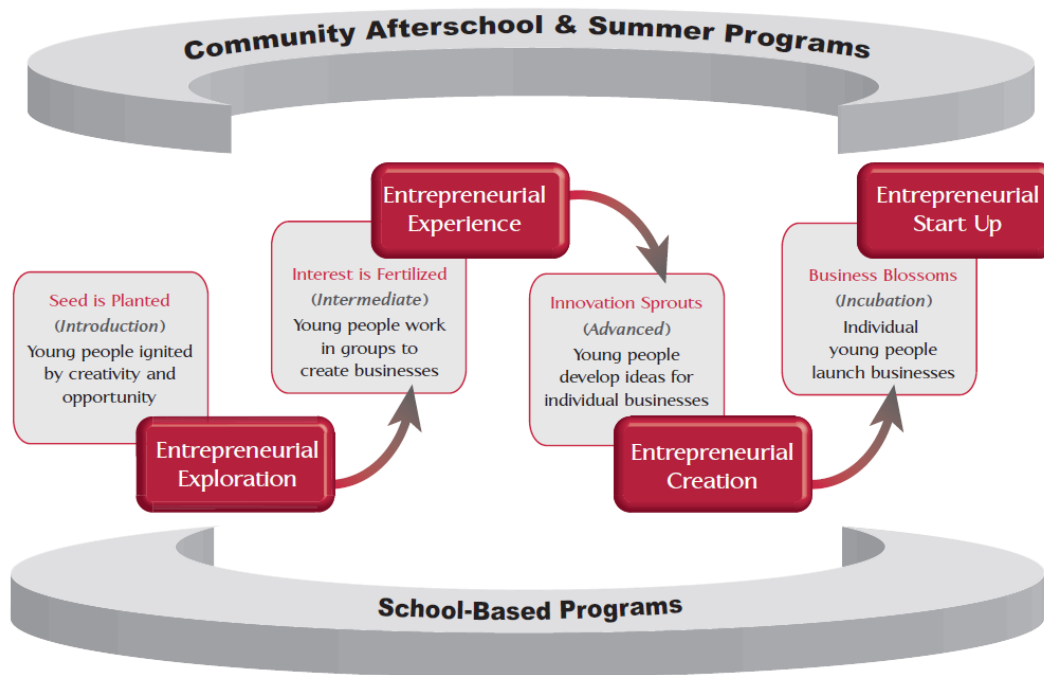 Community Afterschool & Summer Programs
Seed is Planted
(Introduction)
Young people ignited
by creativity and
opportunity
Entrepreneurial
Exploration
Entrepreneurial
Experience
Interest is Fertilized
(Intermediate)
Young people work
in groups to
create businesses
Innovation Sprouts
(Advanced)
Young people
develop ideas for
individual businesses
Entrepreneurial
Creation
Entrepreneurial
Start Up
Business Blossoms
(Incubation)
Individual
young people
launch businesses
School-Based Programs